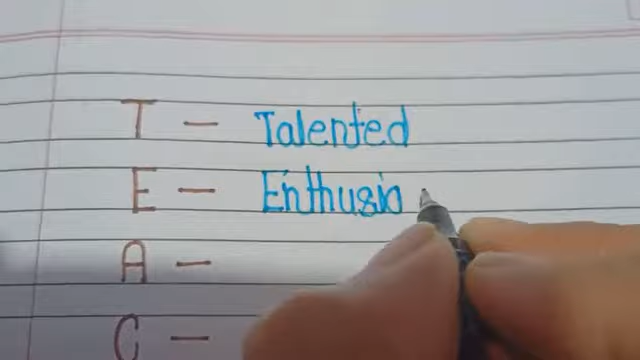 T — Talented
E — Enthusia
A —
C —